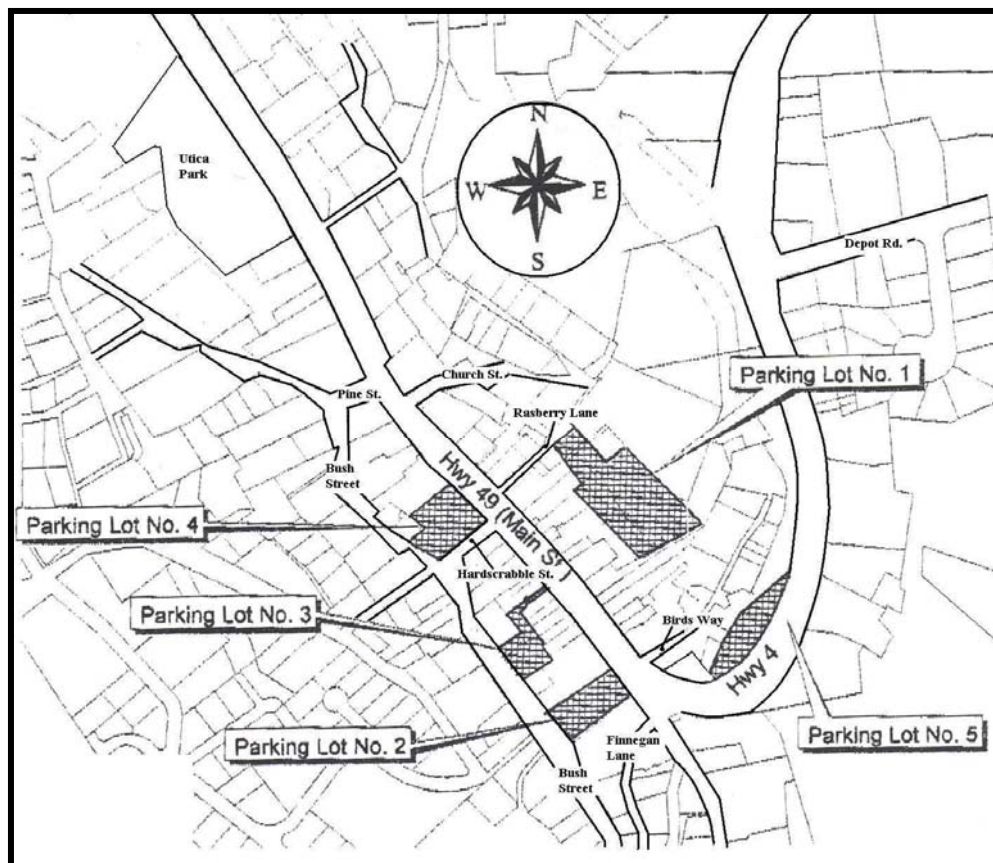 N
W E
S
Utica
Park
Depot Rd.
Parking Lot No. 1
Church St.
Pine St.
Rasberry Lane
Bush
Street
Hwy 49 (Main St.)
Parking Lot No. 4
Hardscrabble St.
Parking Lot No. 3
Birds Way
Hwy 4
Parking Lot No. 5
Parking Lot No. 2
Finnegan
Lane
Bush
Street